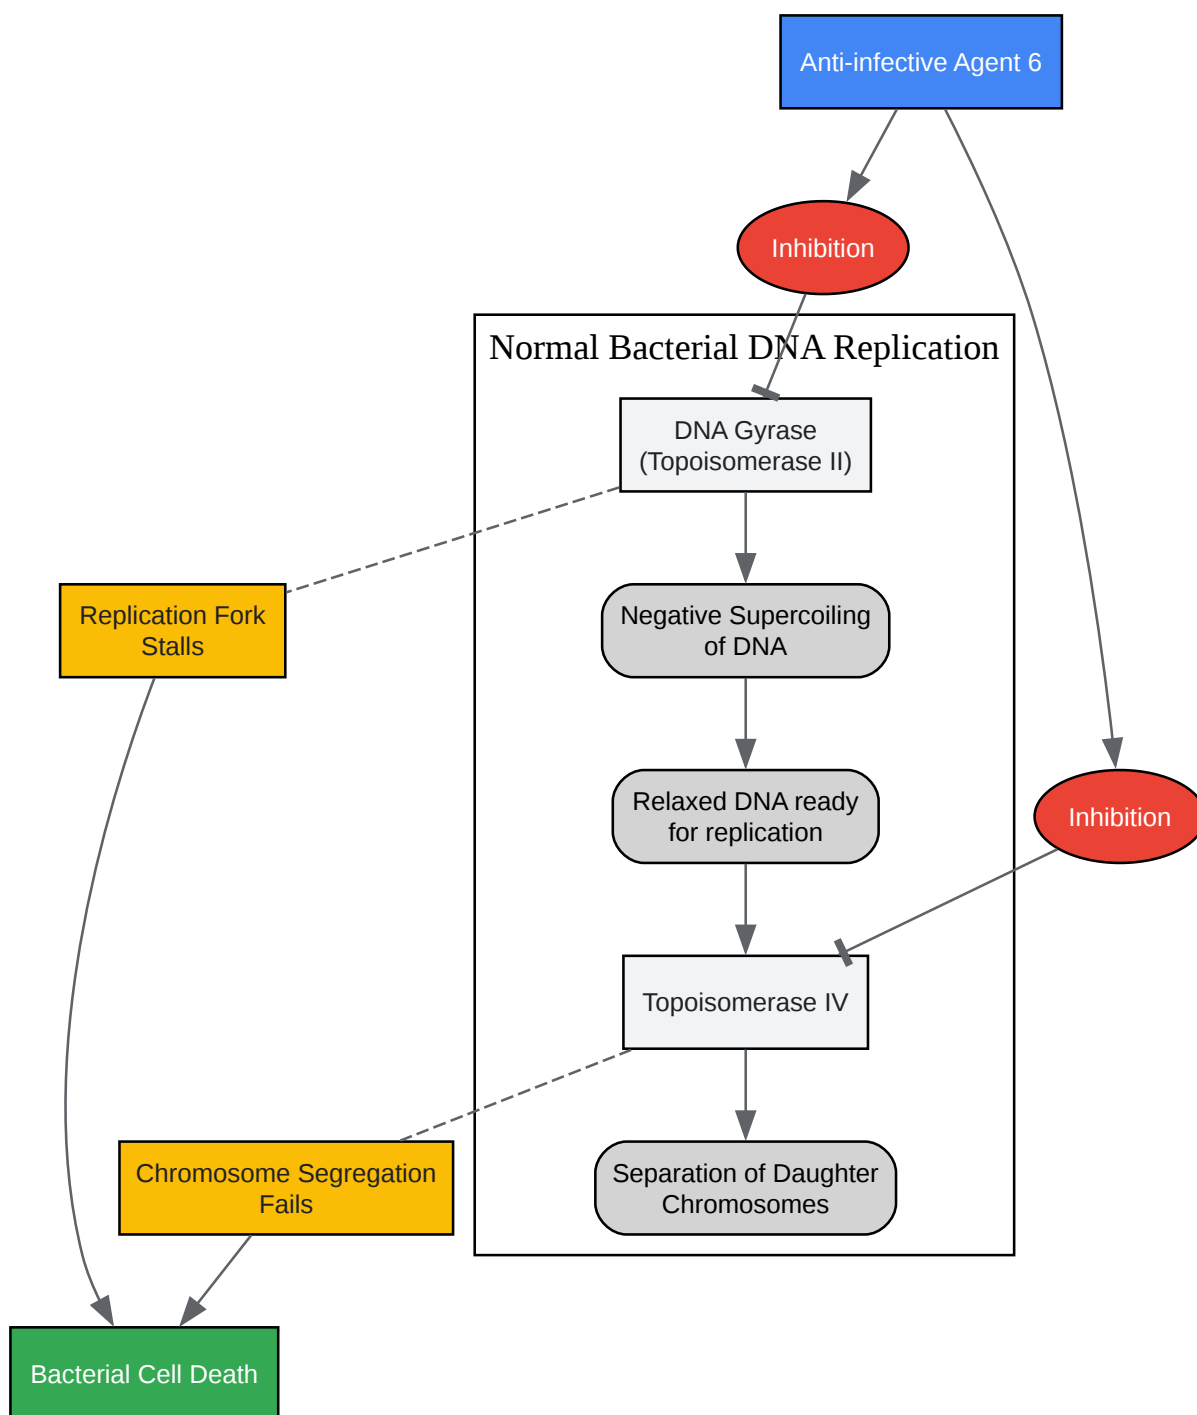 Anti-infective Agent 6
Inhibition
Normal Bacterial DNA Replication
DNA Gyrase
(Topoisomerase II)
Replication Fork
Stalls
Negative Supercoiling
of DNA
Relaxed DNA ready
for replication
Inhibition
Topoisomerase IV
Chromosome Segregation
Fails
Separation of Daughter
Chromosomes
Bacterial Cell Death